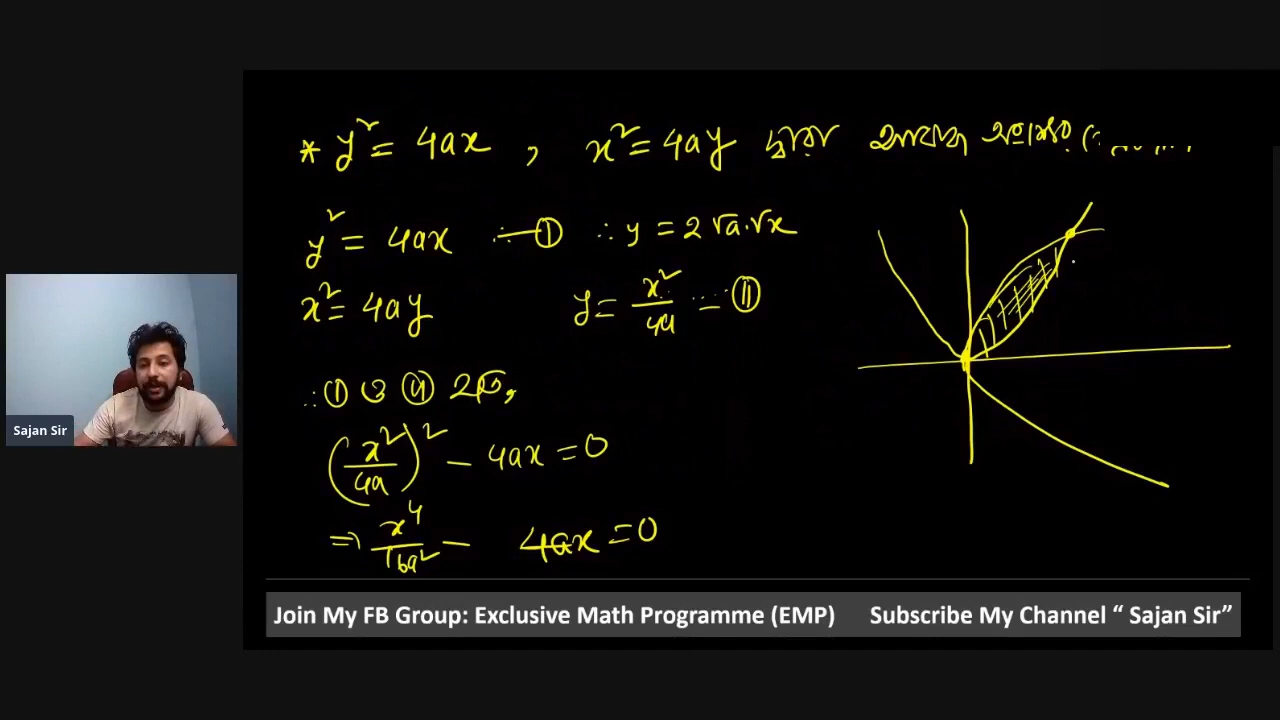 * y² = 4ax , x² = 4ay দ্বারা আবদ্ধ
y² = 4ax ∴ — ① ∴ y = 2 √a.√x
x² = 4ay y = x²/4a ... — ⑪
∴ ① ও ⑪ হতে,
(x²/4a)² − 4ax = 0
⇒ x⁴/16a² − 4ax = 0
Sajan Sir
Join My FB Group: Exclusive Math Programme (EMP) Subscribe My Channel “ Sajan Sir”